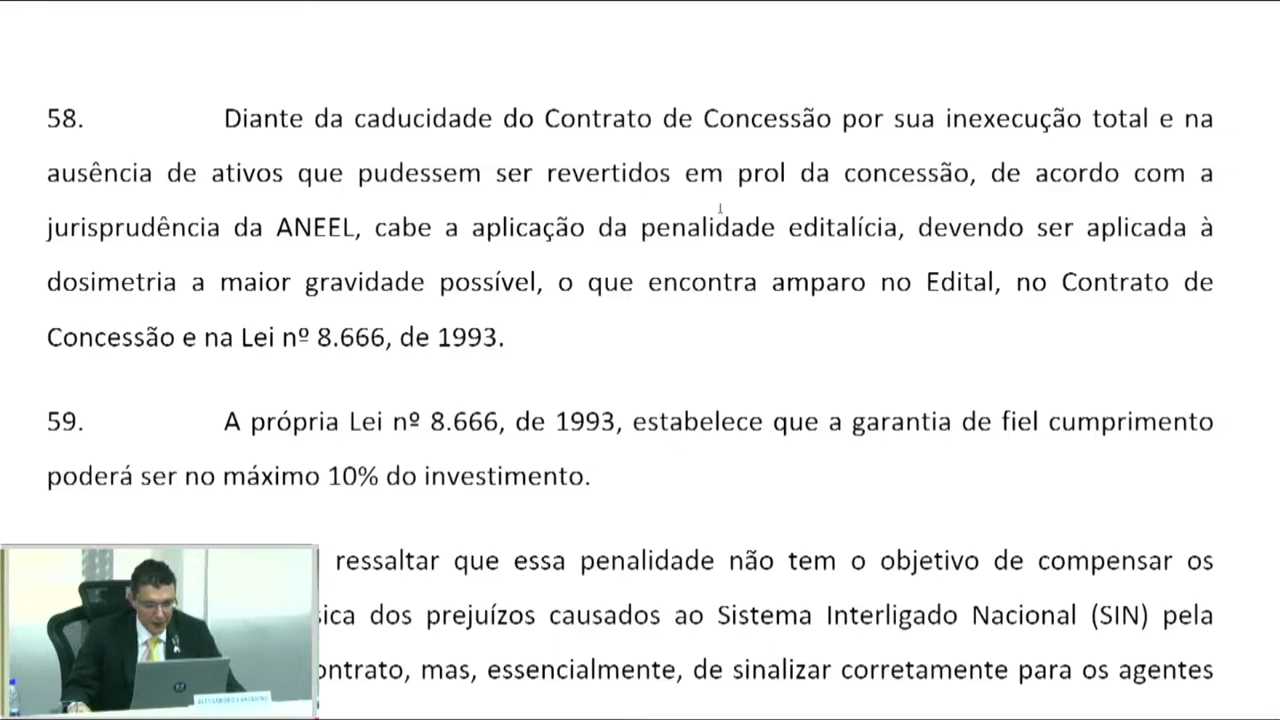 58. Diante da caducidade do Contrato de Concessão por sua inexecução total e na
ausência de ativos que pudessem ser revertidos em prol da concessão, de acordo com a
jurisprudência da ANEEL, cabe a aplicação da penalidade editalícia, devendo ser aplicada à
dosimetria a maior gravidade possível, o que encontra amparo no Edital, no Contrato de
Concessão e na Lei nº 8.666, de 1993.
59. A própria Lei nº 8.666, de 1993, estabelece que a garantia de fiel cumprimento
poderá ser no máximo 10% do investimento.
ressaltar que essa penalidade não tem o objetivo de compensar os
sica dos prejuízos causados ao Sistema Interligado Nacional (SIN) pela
ontrato, mas, essencialmente, de sinalizar corretamente para os agentes
ALESSANDRO CANTARINO